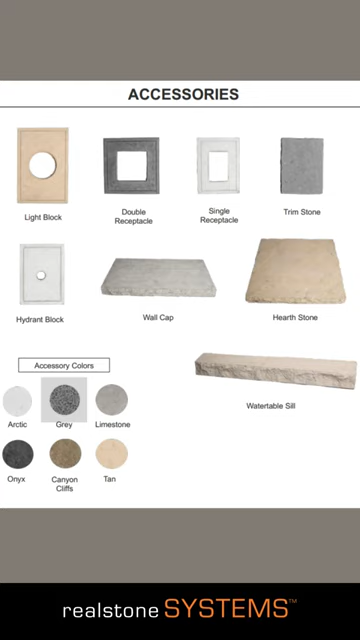 ACCESSORIES
Light Block
Double
Receptacle
Single
Receptacle
Trim Stone
Hydrant Block
Wall Cap
Hearth Stone
Accessory Colors
Watertable Sill
Arctic
Grey
Limestone
Onyx
Canyon
Cliffs
Tan
realstone SYSTEMS™